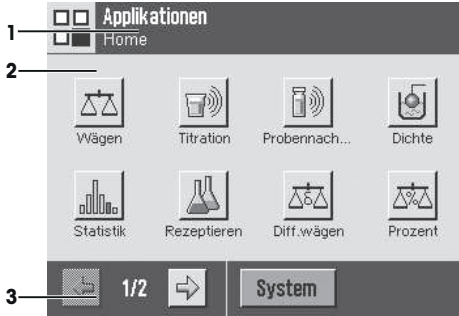 Applikationen
1
Home
2
Wägen
Titration
Probennach...
Dichte
Statistik
Rezeptieren
Diff.wägen
Prozent
3
1/2
System